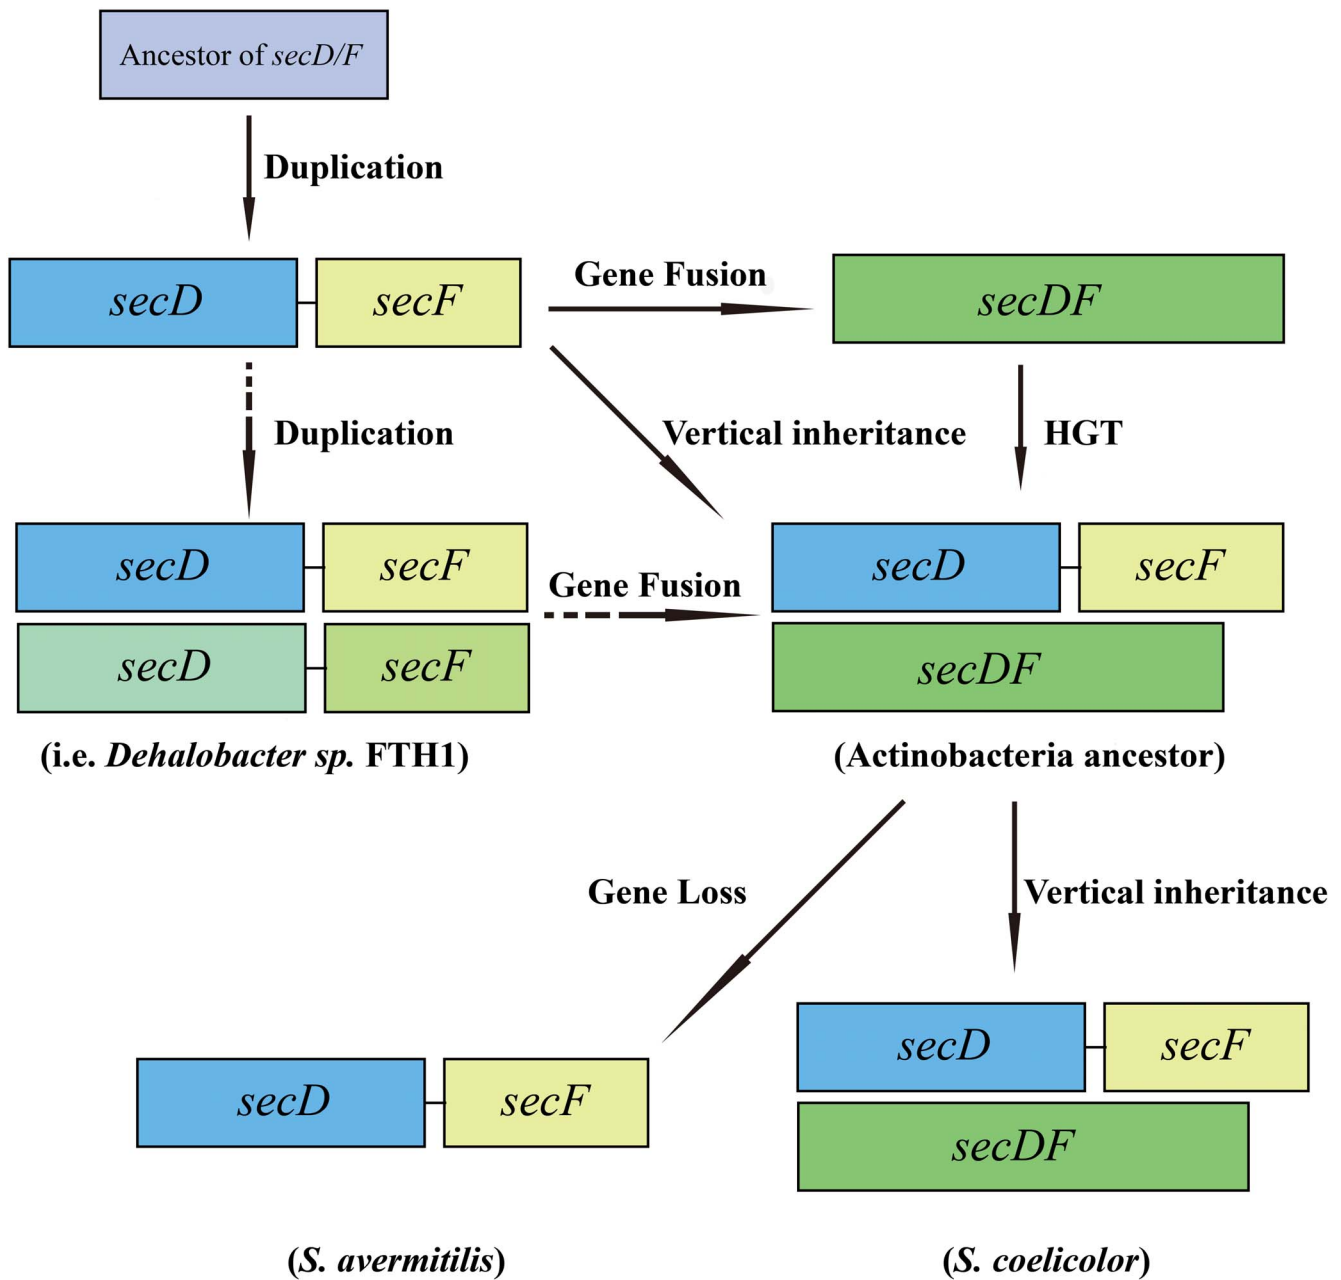 Ancestor of secD/F
Duplication
secD
secF
Gene Fusion
secDF
Duplication
Vertical inheritance
HGT
secD
secF
secD
secF
Gene Fusion
secD
secF
secDF
(i.e. Dehalobacter sp. FTH1)
(Actinobacteria ancestor)
Gene Loss
Vertical inheritance
secD
secF
secD
secF
secDF
(S. avermitilis)
(S. coelicolor)